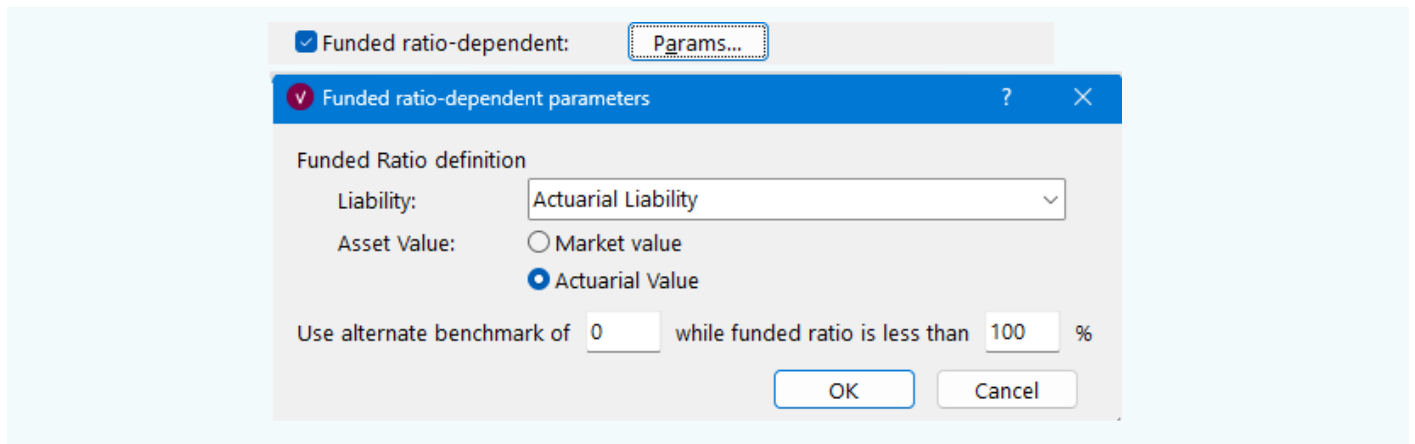 Funded ratio-dependent: Params...
V Funded ratio-dependent parameters ? ×
Funded Ratio definition
Liability: Actuarial Liability
Asset Value: Market value
Actuarial Value
Use alternate benchmark of 0 while funded ratio is less than 100 %
OK Cancel